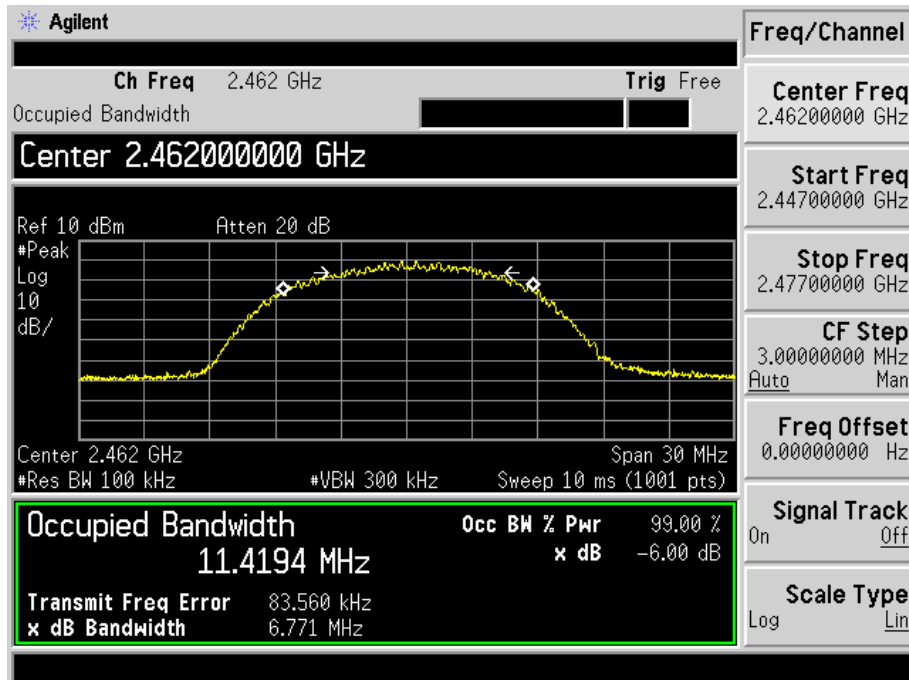 Agilent
Ch Freq 2.462 GHz Trig Free
Occupied Bandwidth
Center 2.462000000 GHz
Ref 10 dBm Atten 20 dB
#Peak
Log
10
dB/
Center 2.462 GHz Span 30 MHz
#Res BW 100 kHz #VBW 300 kHz Sweep 10 ms (1001 pts)
Occupied Bandwidth
11.4194 MHz
Occ BW % Pwr 99.00 %
x dB -6.00 dB
Transmit Freq Error 83.560 kHz
x dB Bandwidth 6.771 MHz
Freq/Channel
Center Freq
2.46200000 GHz
Start Freq
2.44700000 GHz
Stop Freq
2.47700000 GHz
CF Step
3.00000000 MHz
Auto Man
Freq Offset
0.00000000 Hz
Signal Track
On Off
Scale Type
Log Lin